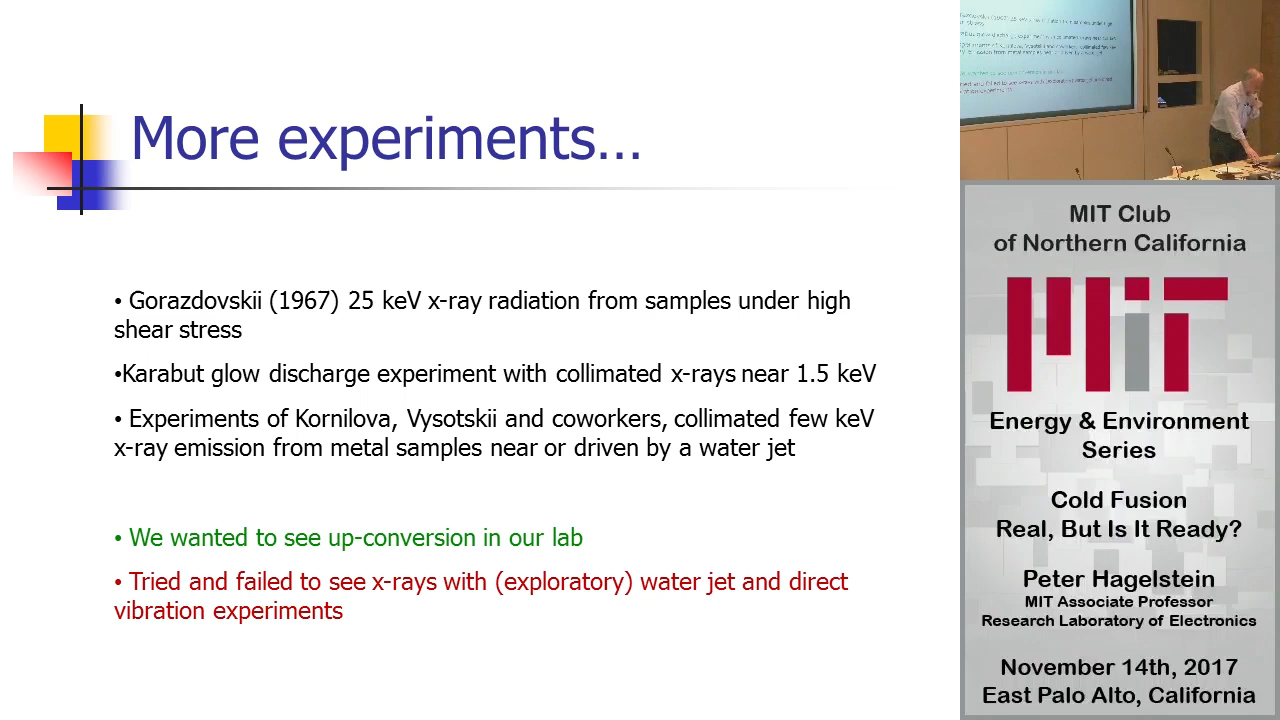 More experiments...
• Gorazdovskii (1967) 25 keV x-ray radiation from samples under high
shear stress
•Karabut glow discharge experiment with collimated x-rays near 1.5 keV
• Experiments of Kornilova, Vysotskii and coworkers, collimated few keV
x-ray emission from metal samples near or driven by a water jet
• We wanted to see up-conversion in our lab
• Tried and failed to see x-rays with (exploratory) water jet and direct
vibration experiments
MIT Club
of Northern California
MIT
Energy & Environment
Series
Cold Fusion
Real, But Is It Ready?
Peter Hagelstein
MIT Associate Professor
Research Laboratory of Electronics
November 14th, 2017
East Palo Alto, California